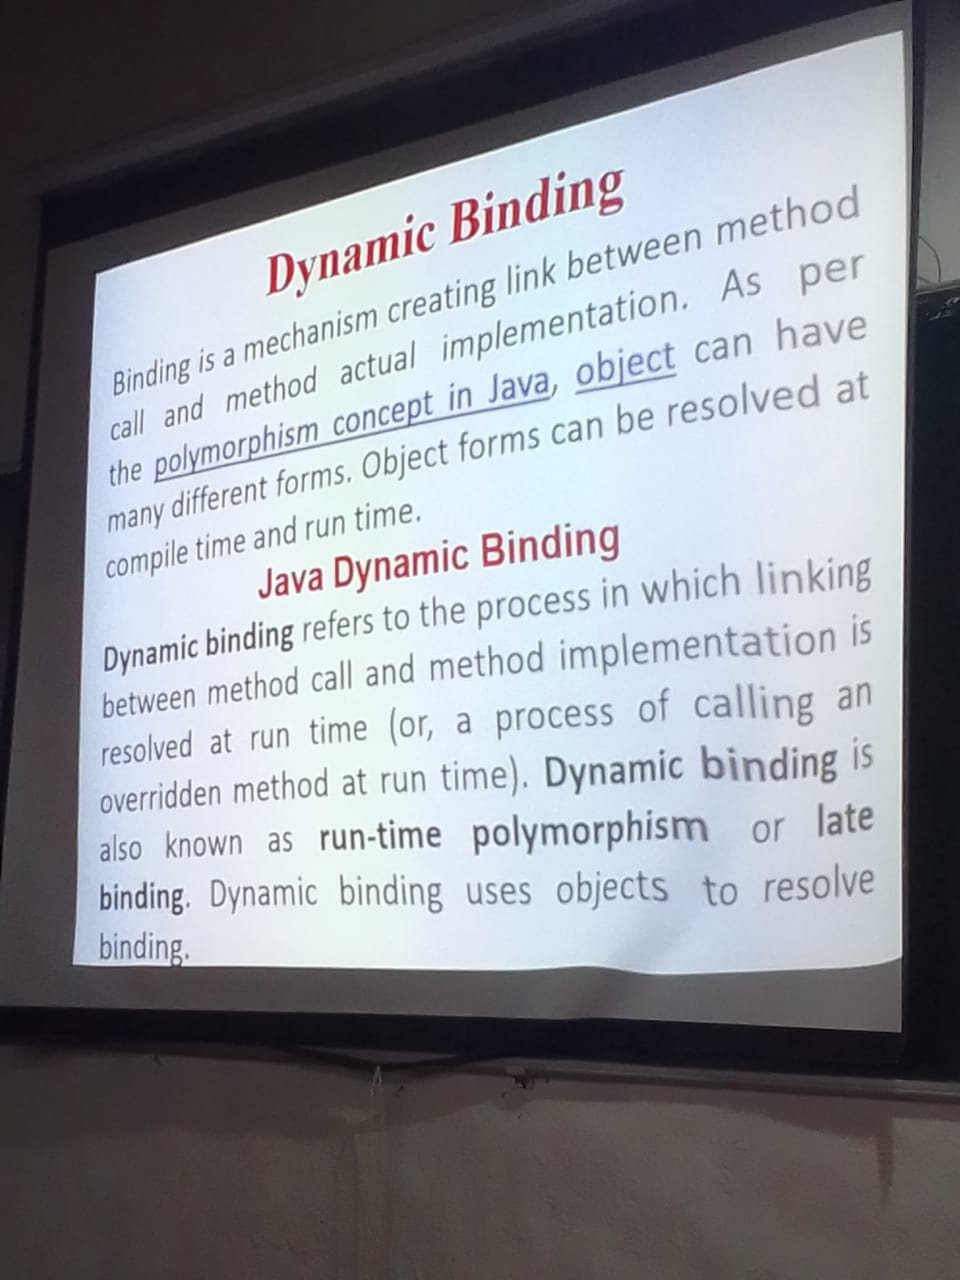 Dynamic Binding
Binding is a mechanism creating link between method
call and method actual implementation. As per
the polymorphism concept in Java, object can have
many different forms. Object forms can be resolved at
compile time and run time.
Java Dynamic Binding
Dynamic binding refers to the process in which linking
between method call and method implementation is
resolved at run time (or, a process of calling an
overridden method at run time). Dynamic binding is
also known as run-time polymorphism or late
binding. Dynamic binding uses objects to resolve
binding.